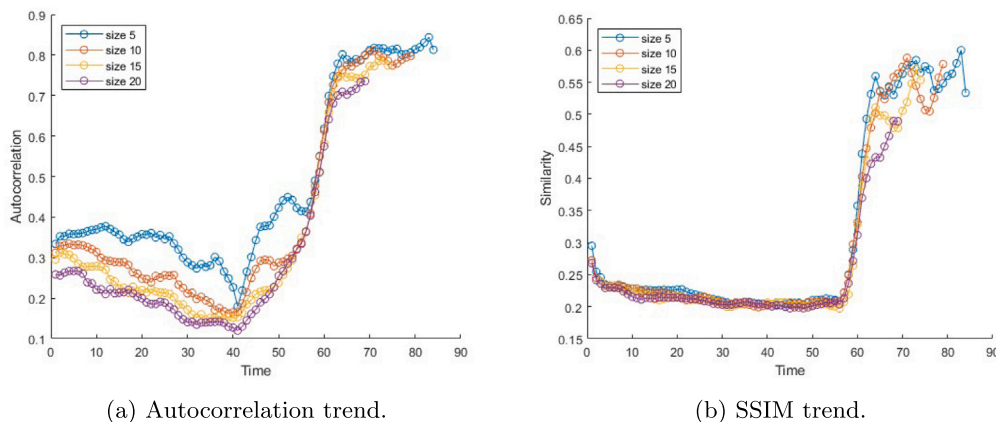 0.9
0.8
0.7
0.6
0.5
0.4
0.3
0.2
0.1
Autocorrelation
size 5
size 10
size 15
size 20
0 10 20 30 40 50 60 70 80 90
Time
(a) Autocorrelation trend.
0.65
0.6
0.55
0.5
0.45
0.4
0.35
0.3
0.25
0.2
0.15
Similarity
size 5
size 10
size 15
size 20
0 10 20 30 40 50 60 70 80 90
Time
(b) SSIM trend.